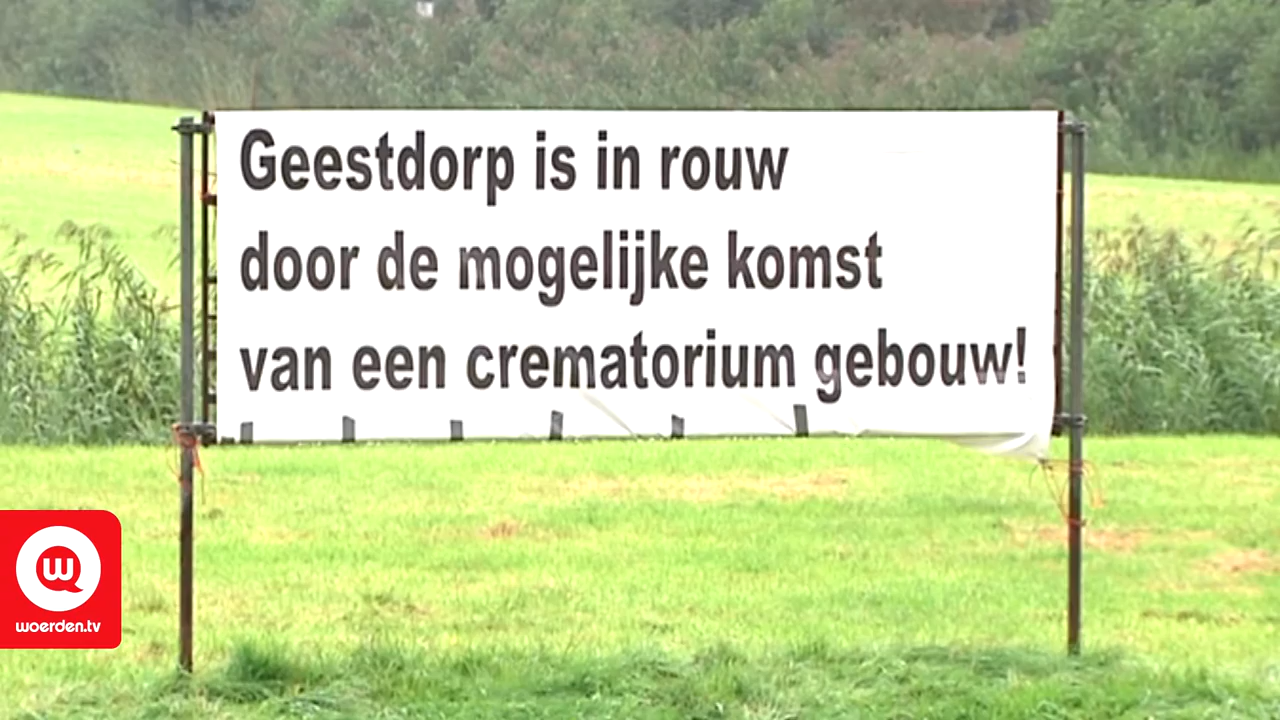 Geestdorp is in rouw
door de mogelijke komst
van een crematorium gebouw!
w
woerden.tv